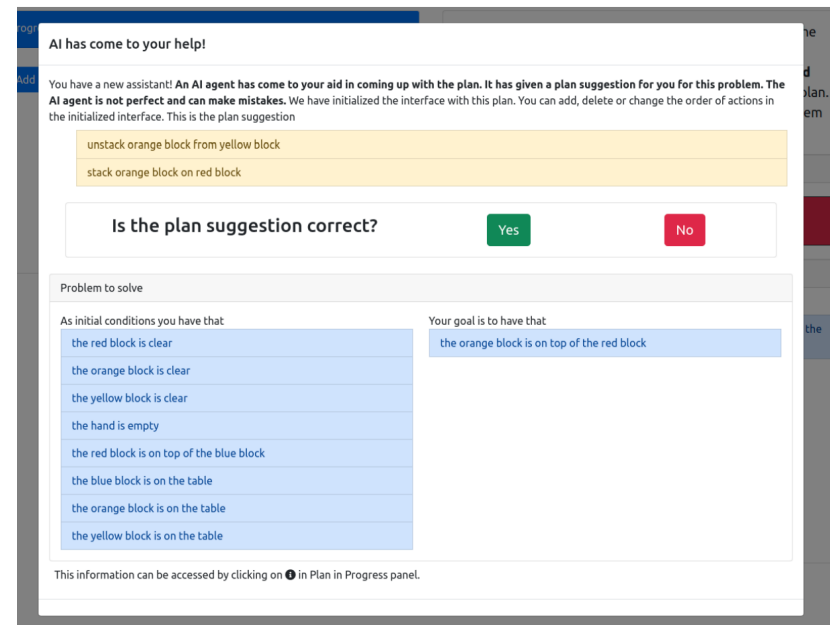 rogr
AI has come to your help!
ne
Add
You have a new assistant! An AI agent has come to your aid in coming up with the plan. It has given a plan suggestion for you for this problem. The
AI agent is not perfect and can make mistakes. We have initialized the interface with this plan. You can add, delete or change the order of actions in
the initialized interface. This is the plan suggestion
d
plan.
em
unstack orange block from yellow block
stack orange block on red block
Is the plan suggestion correct?
Yes
No
Problem to solve
As initial conditions you have that
the red block is clear
the orange block is clear
the yellow block is clear
the hand is empty
the red block is on top of the blue block
the blue block is on the table
the orange block is on the table
the yellow block is on the table
Your goal is to have that
the orange block is on top of the red block
the
This information can be accessed by clicking on i in Plan in Progress panel.